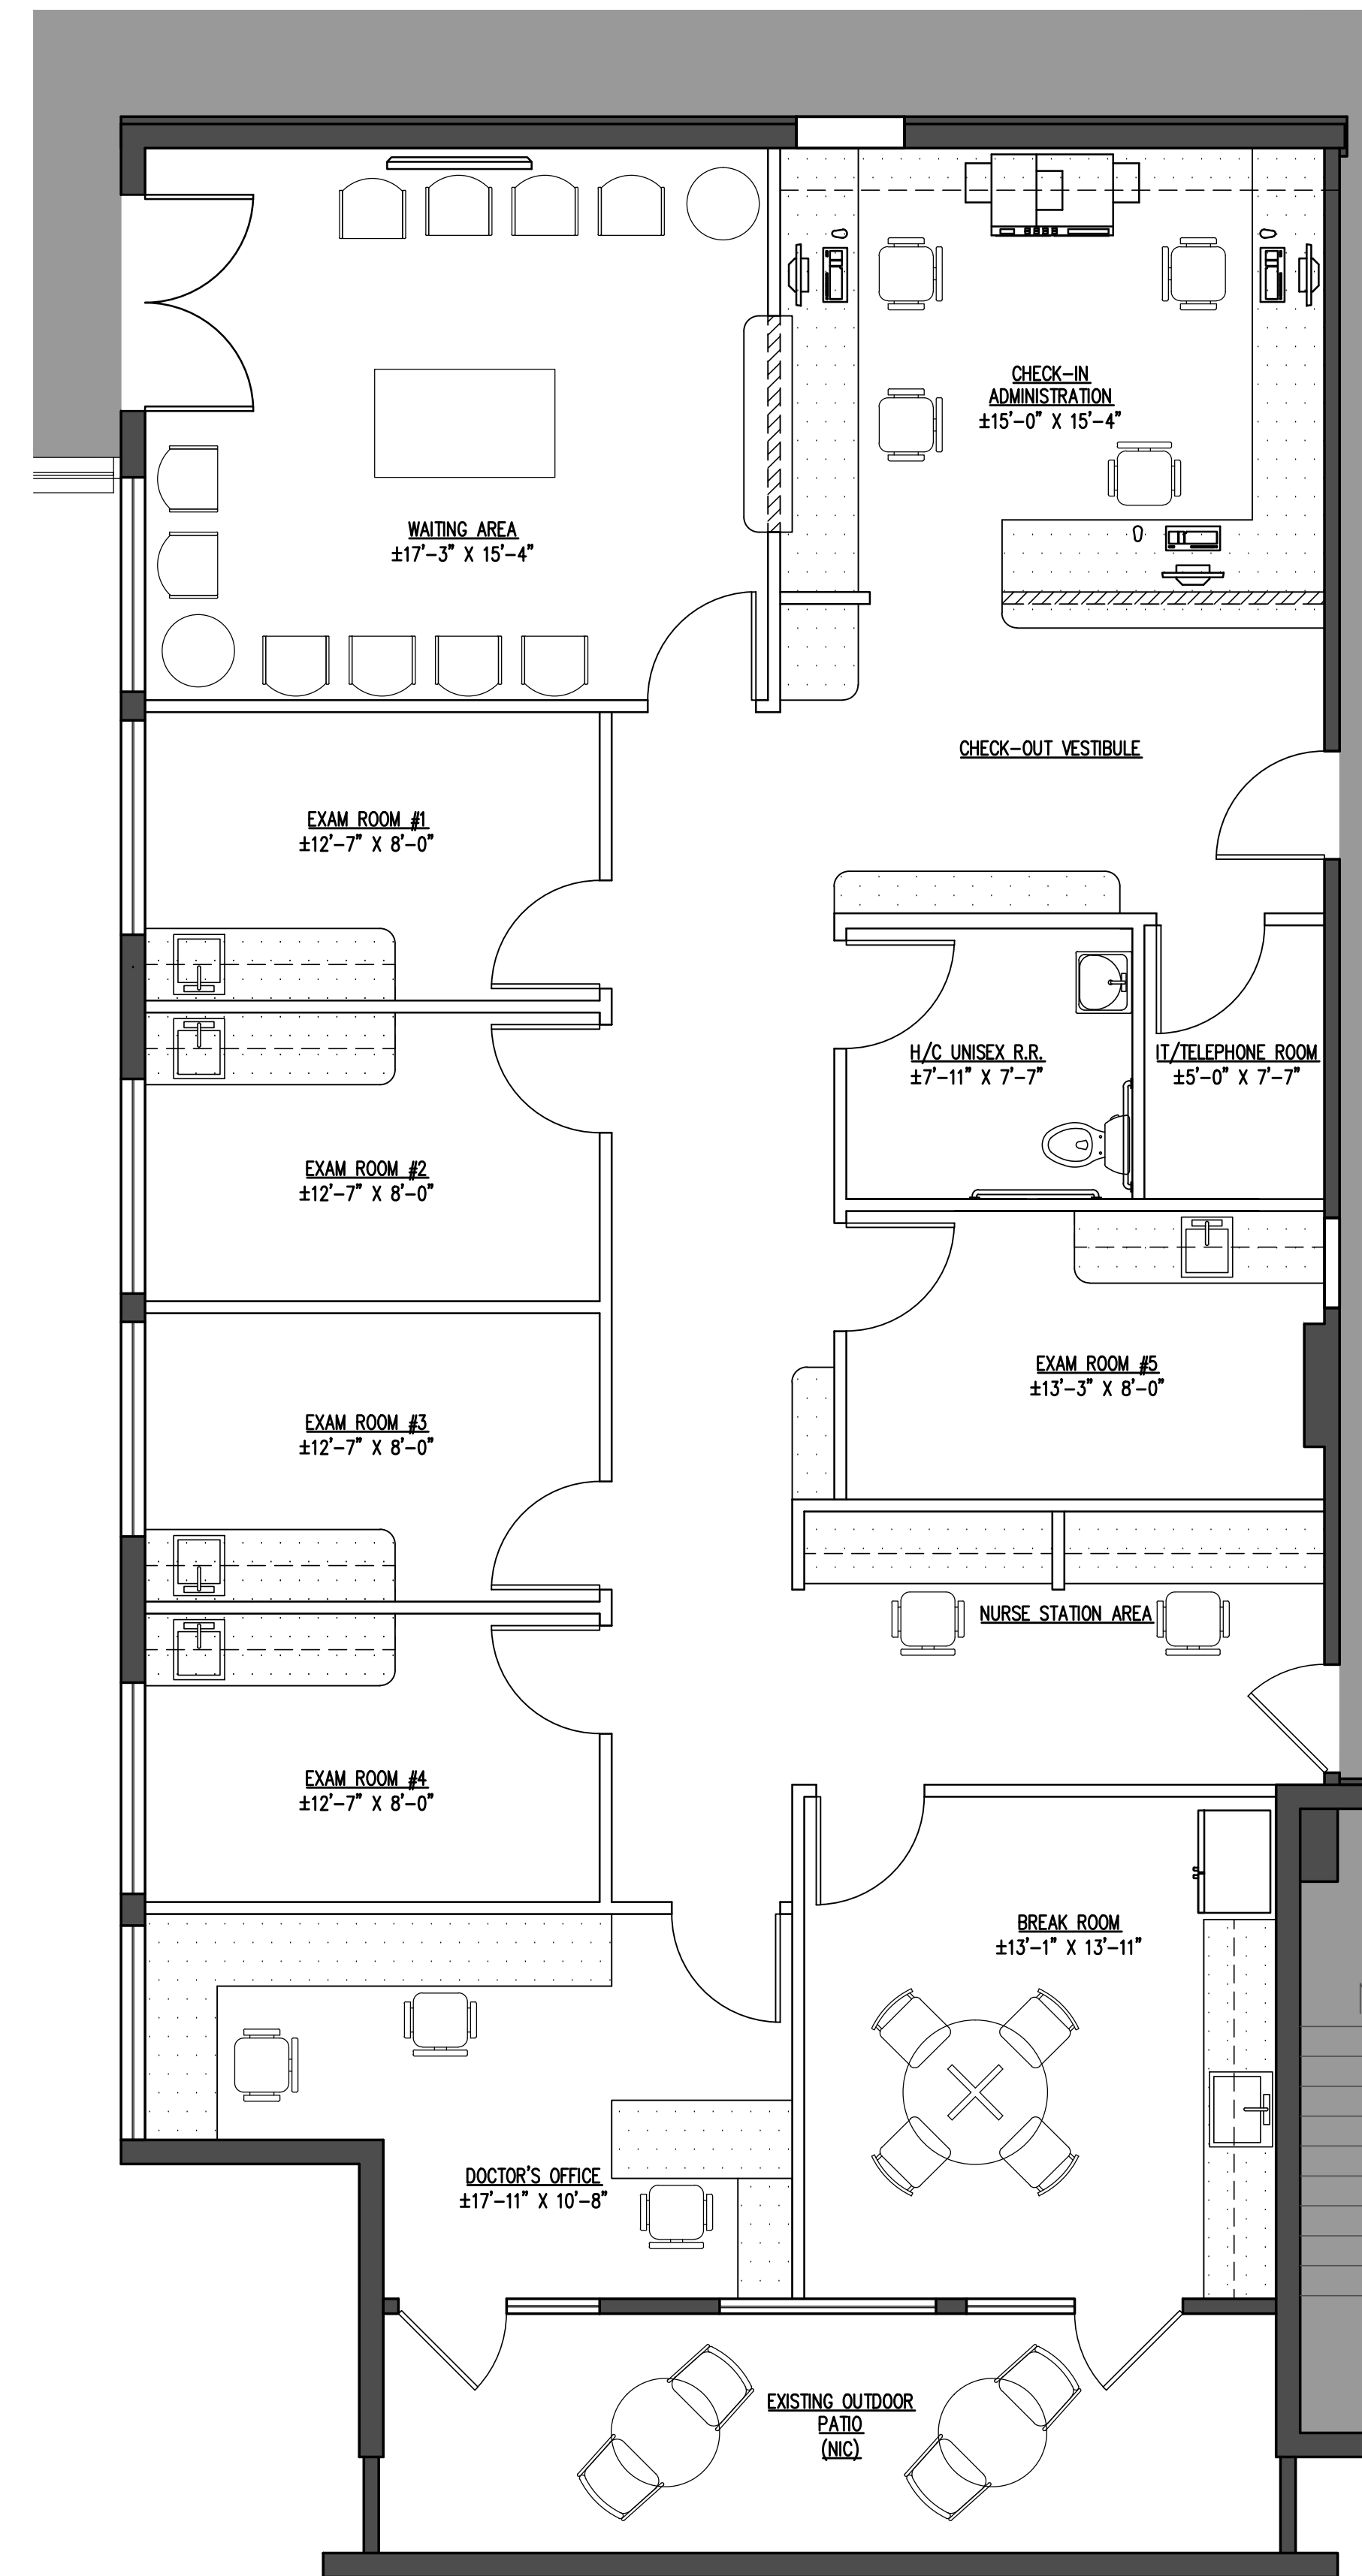 CHECK-IN
ADMINISTRATION
±15'-0" X 15'-4"
WAITING AREA
±17'-3" X 15'-4"
CHECK-OUT VESTIBULE
EXAM ROOM #1
±12'-7" X 8'-0"
H/C UNISEX R.R.
±7'-11" X 7'-7"
IT/TELEPHONE ROOM
±5'-0" X 7'-7"
EXAM ROOM #2
±12'-7" X 8'-0"
EXAM ROOM #5
±13'-3" X 8'-0"
EXAM ROOM #3
±12'-7" X 8'-0"
NURSE STATION AREA
EXAM ROOM #4
±12'-7" X 8'-0"
BREAK ROOM
±13'-1" X 13'-11"
DOCTOR'S OFFICE
±17'-11" X 10'-8"
EXISTING OUTDOOR
PATIO
(NIC)